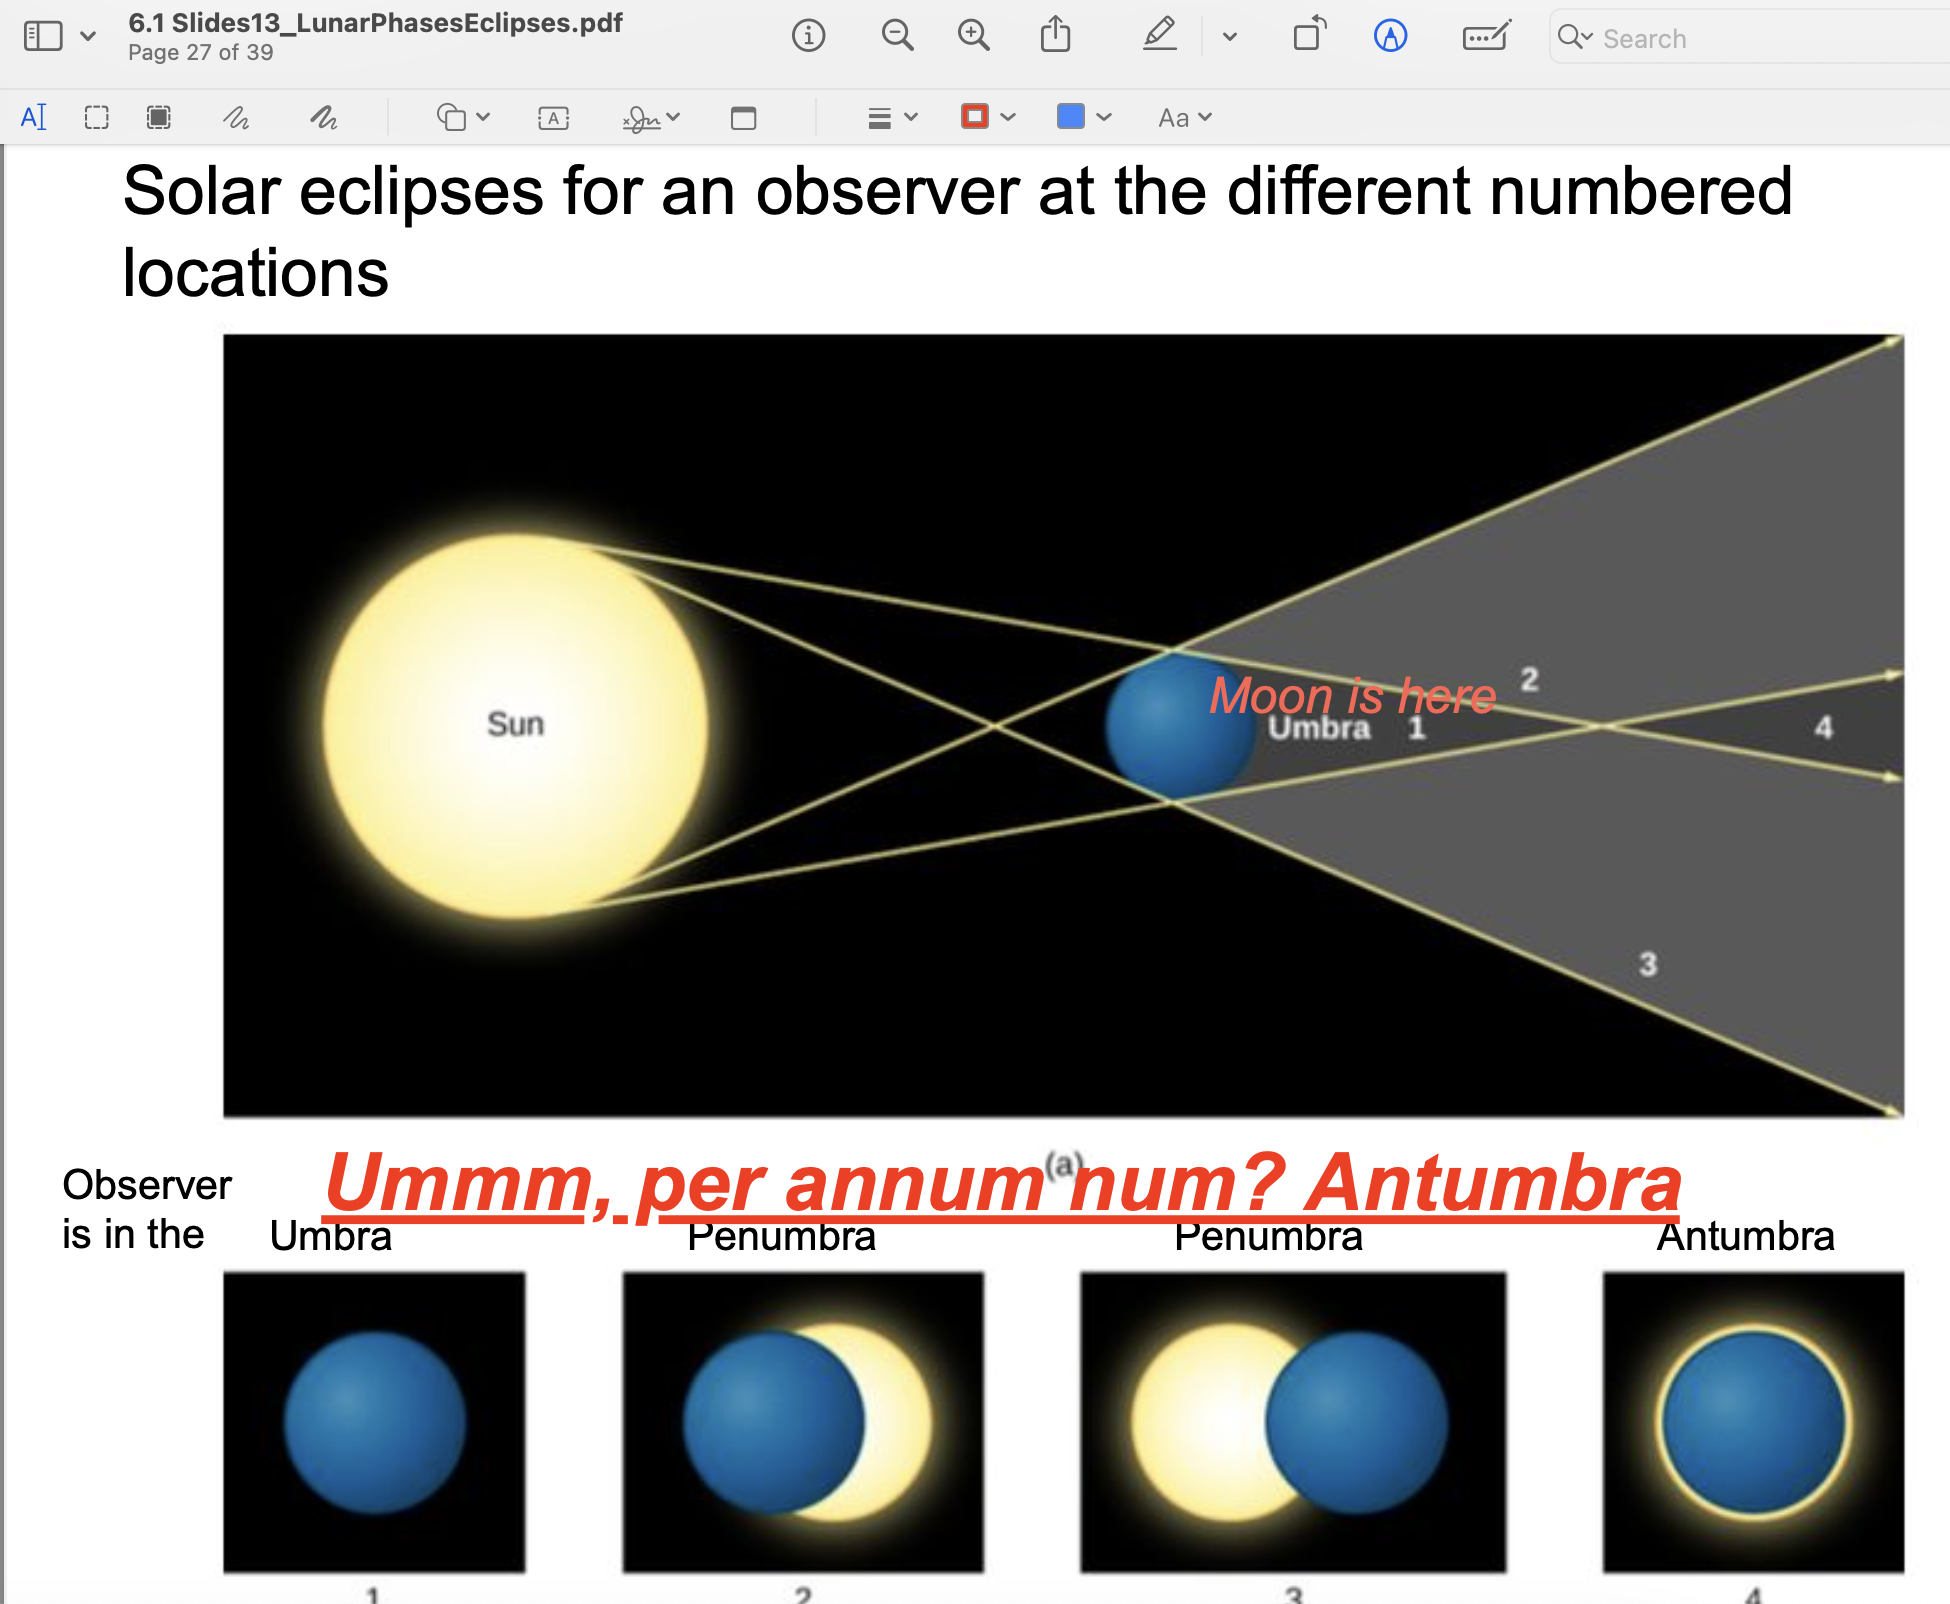 6.1 Slides13_LunarPhasesEclipses.pdf
Page 27 of 39
Search
A
A
Aa
Solar eclipses for an observer at the different numbered
locations
Sun
Moon is here
Umbra 1
2
4
3
(a)
Ummm, per annum num? Antumbra
Observer
is in the
Umbra
Penumbra
Penumbra
Antumbra
1
2
3
4